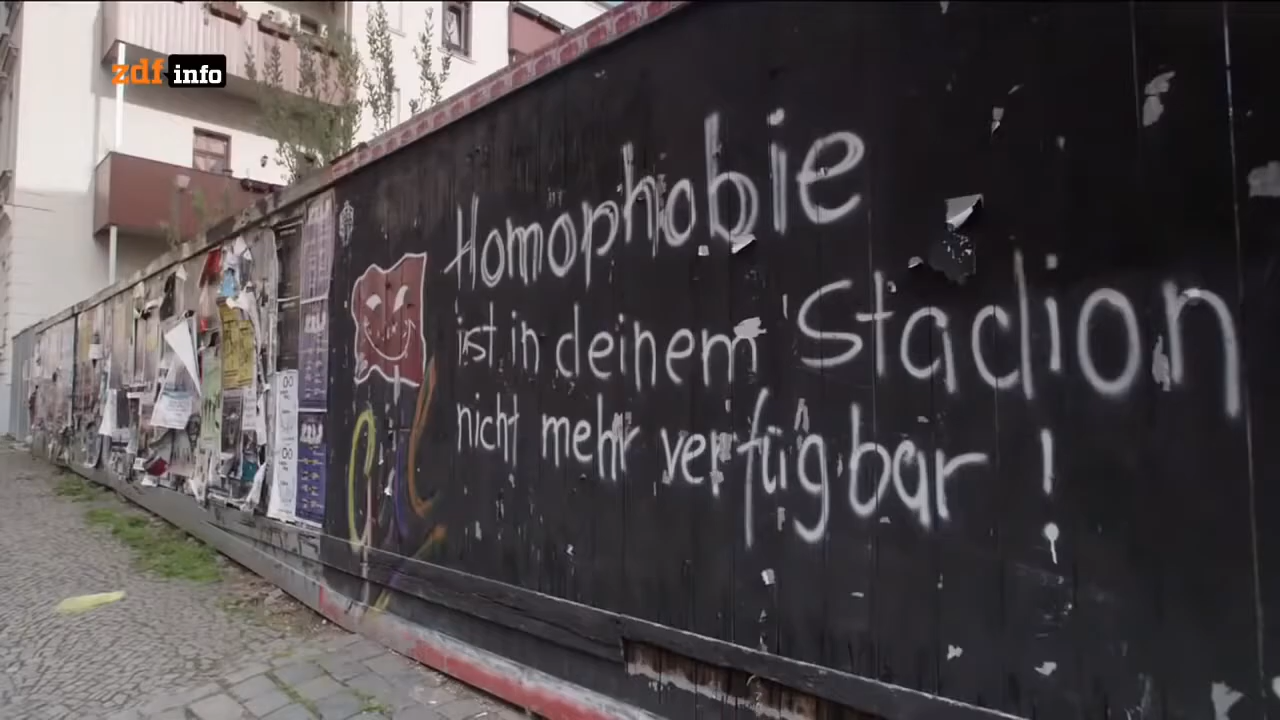 zdf info
Homophobie
ist in deinem Stadion
nicht mehr verfügbar!